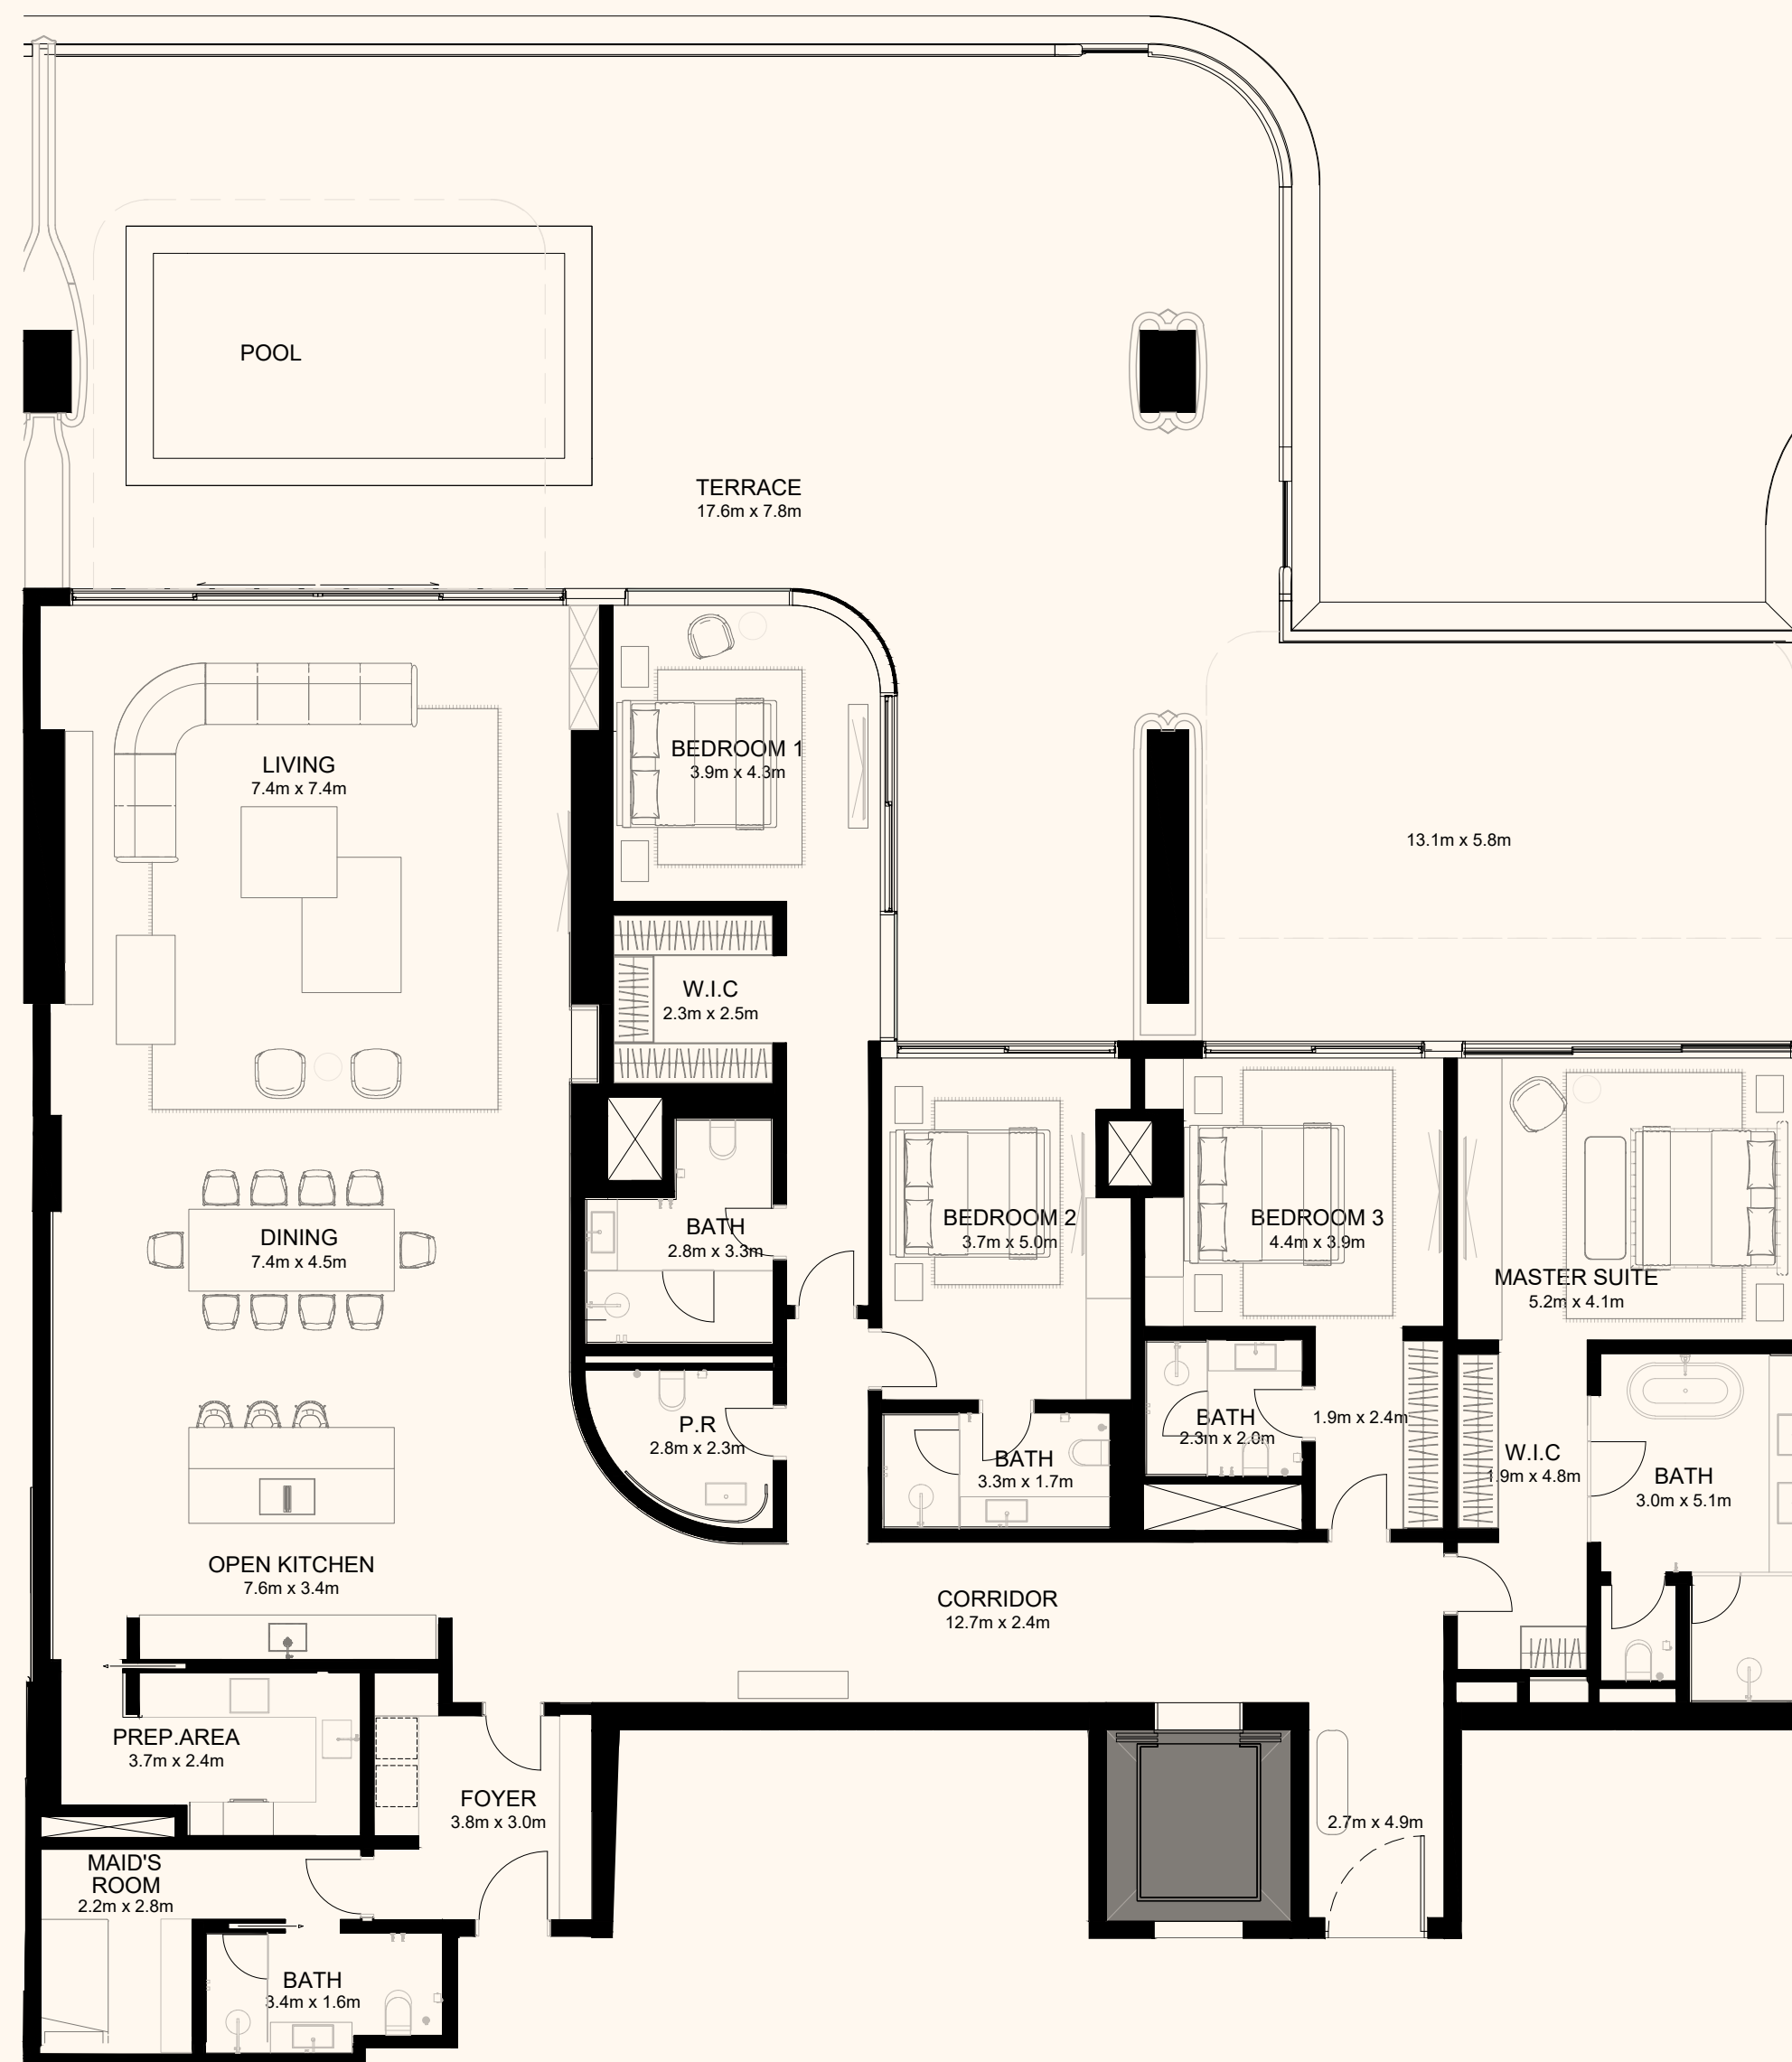 POOL
TERRACE
17.6m x 7.8m
LIVING
7.4m x 7.4m
BEDROOM 1
3.9m x 4.3m
13.1m x 5.8m
W.I.C
2.3m x 2.5m
DINING
7.4m x 4.5m
BATH
2.8m x 3.3m
BEDROOM 2
3.7m x 5.0m
BEDROOM 3
4.4m x 3.9m
MASTER SUITE
5.2m x 4.1m
P.R
2.8m x 2.3m
BATH
3.3m x 1.7m
BATH
2.3m x 2.0m
1.9m x 2.4m
W.I.C
1.9m x 4.8m
BATH
3.0m x 5.1m
OPEN KITCHEN
7.6m x 3.4m
CORRIDOR
12.7m x 2.4m
PREP.AREA
3.7m x 2.4m
FOYER
3.8m x 3.0m
2.7m x 4.9m
MAID'S
ROOM
2.2m x 2.8m
BATH
3.4m x 1.6m